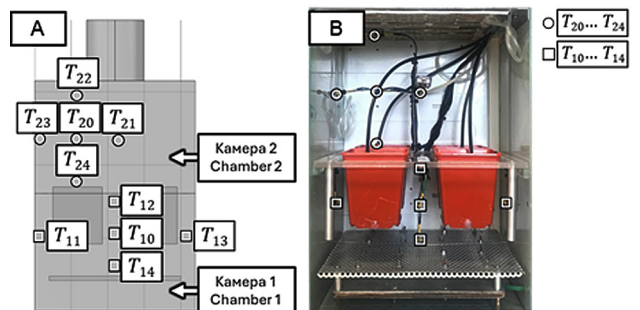 A
T22
T23 T20 T21
T24
T12
T11 T10 T13
T14
Камера 2
Chamber 2
Камера 1
Chamber 1
B
T20... T24
T10... T14